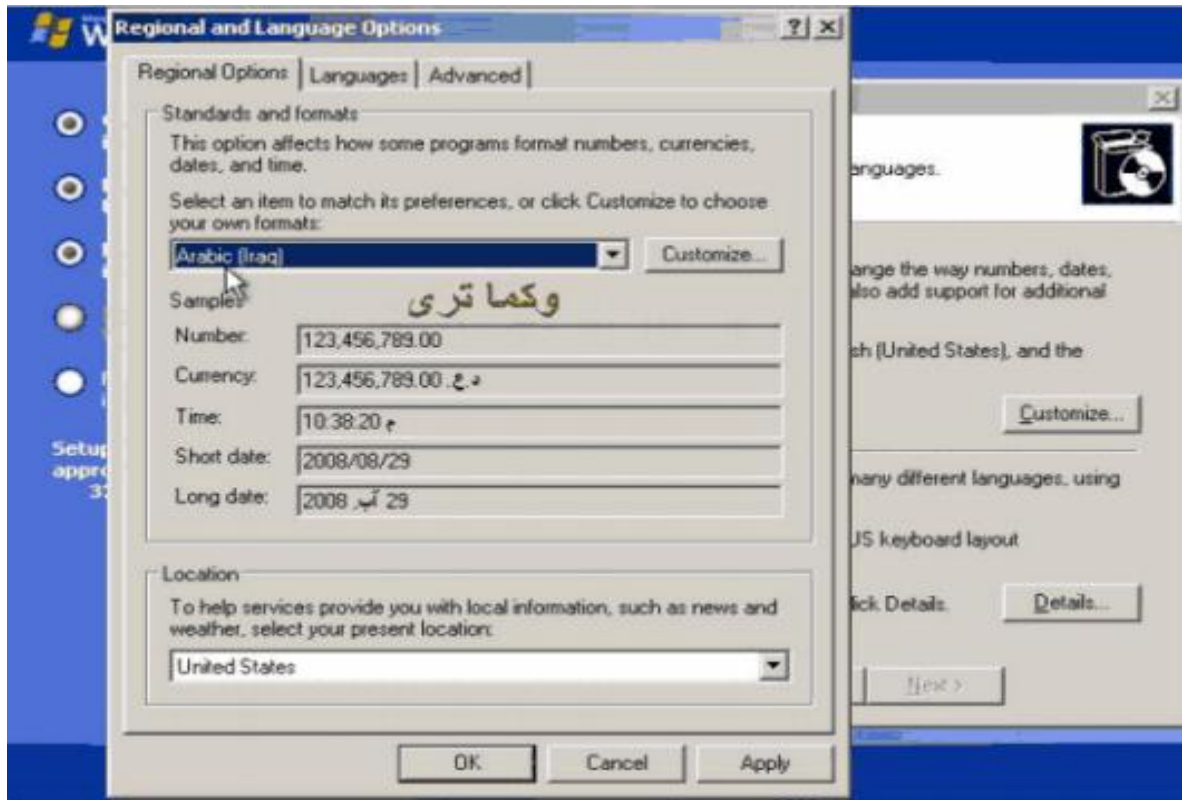 Regional and Language Options
Regional Options
Languages
Advanced
Standards and formats
This option affects how some programs format numbers, currencies,
dates, and time.
Select an item to match its preferences, or click Customize to choose
your own formats:
Arabic (Iraq)
Customize...
Samples
وكما ترى
Number:
123,456,789.00
Currency:
د.ع. 123,456,789.00
Time:
10:38:20 م
Short date:
2008/08/29
Long date:
29 آب, 2008
Location
To help services provide you with local information, such as news and
weather, select your present location:
United States
OK
Cancel
Apply
anguages.
ange the way numbers, dates,
also add support for additional
sh (United States), and the
Customize...
many different languages, using
US keyboard layout
lick Details.
Details...
Next >
Setup
appro